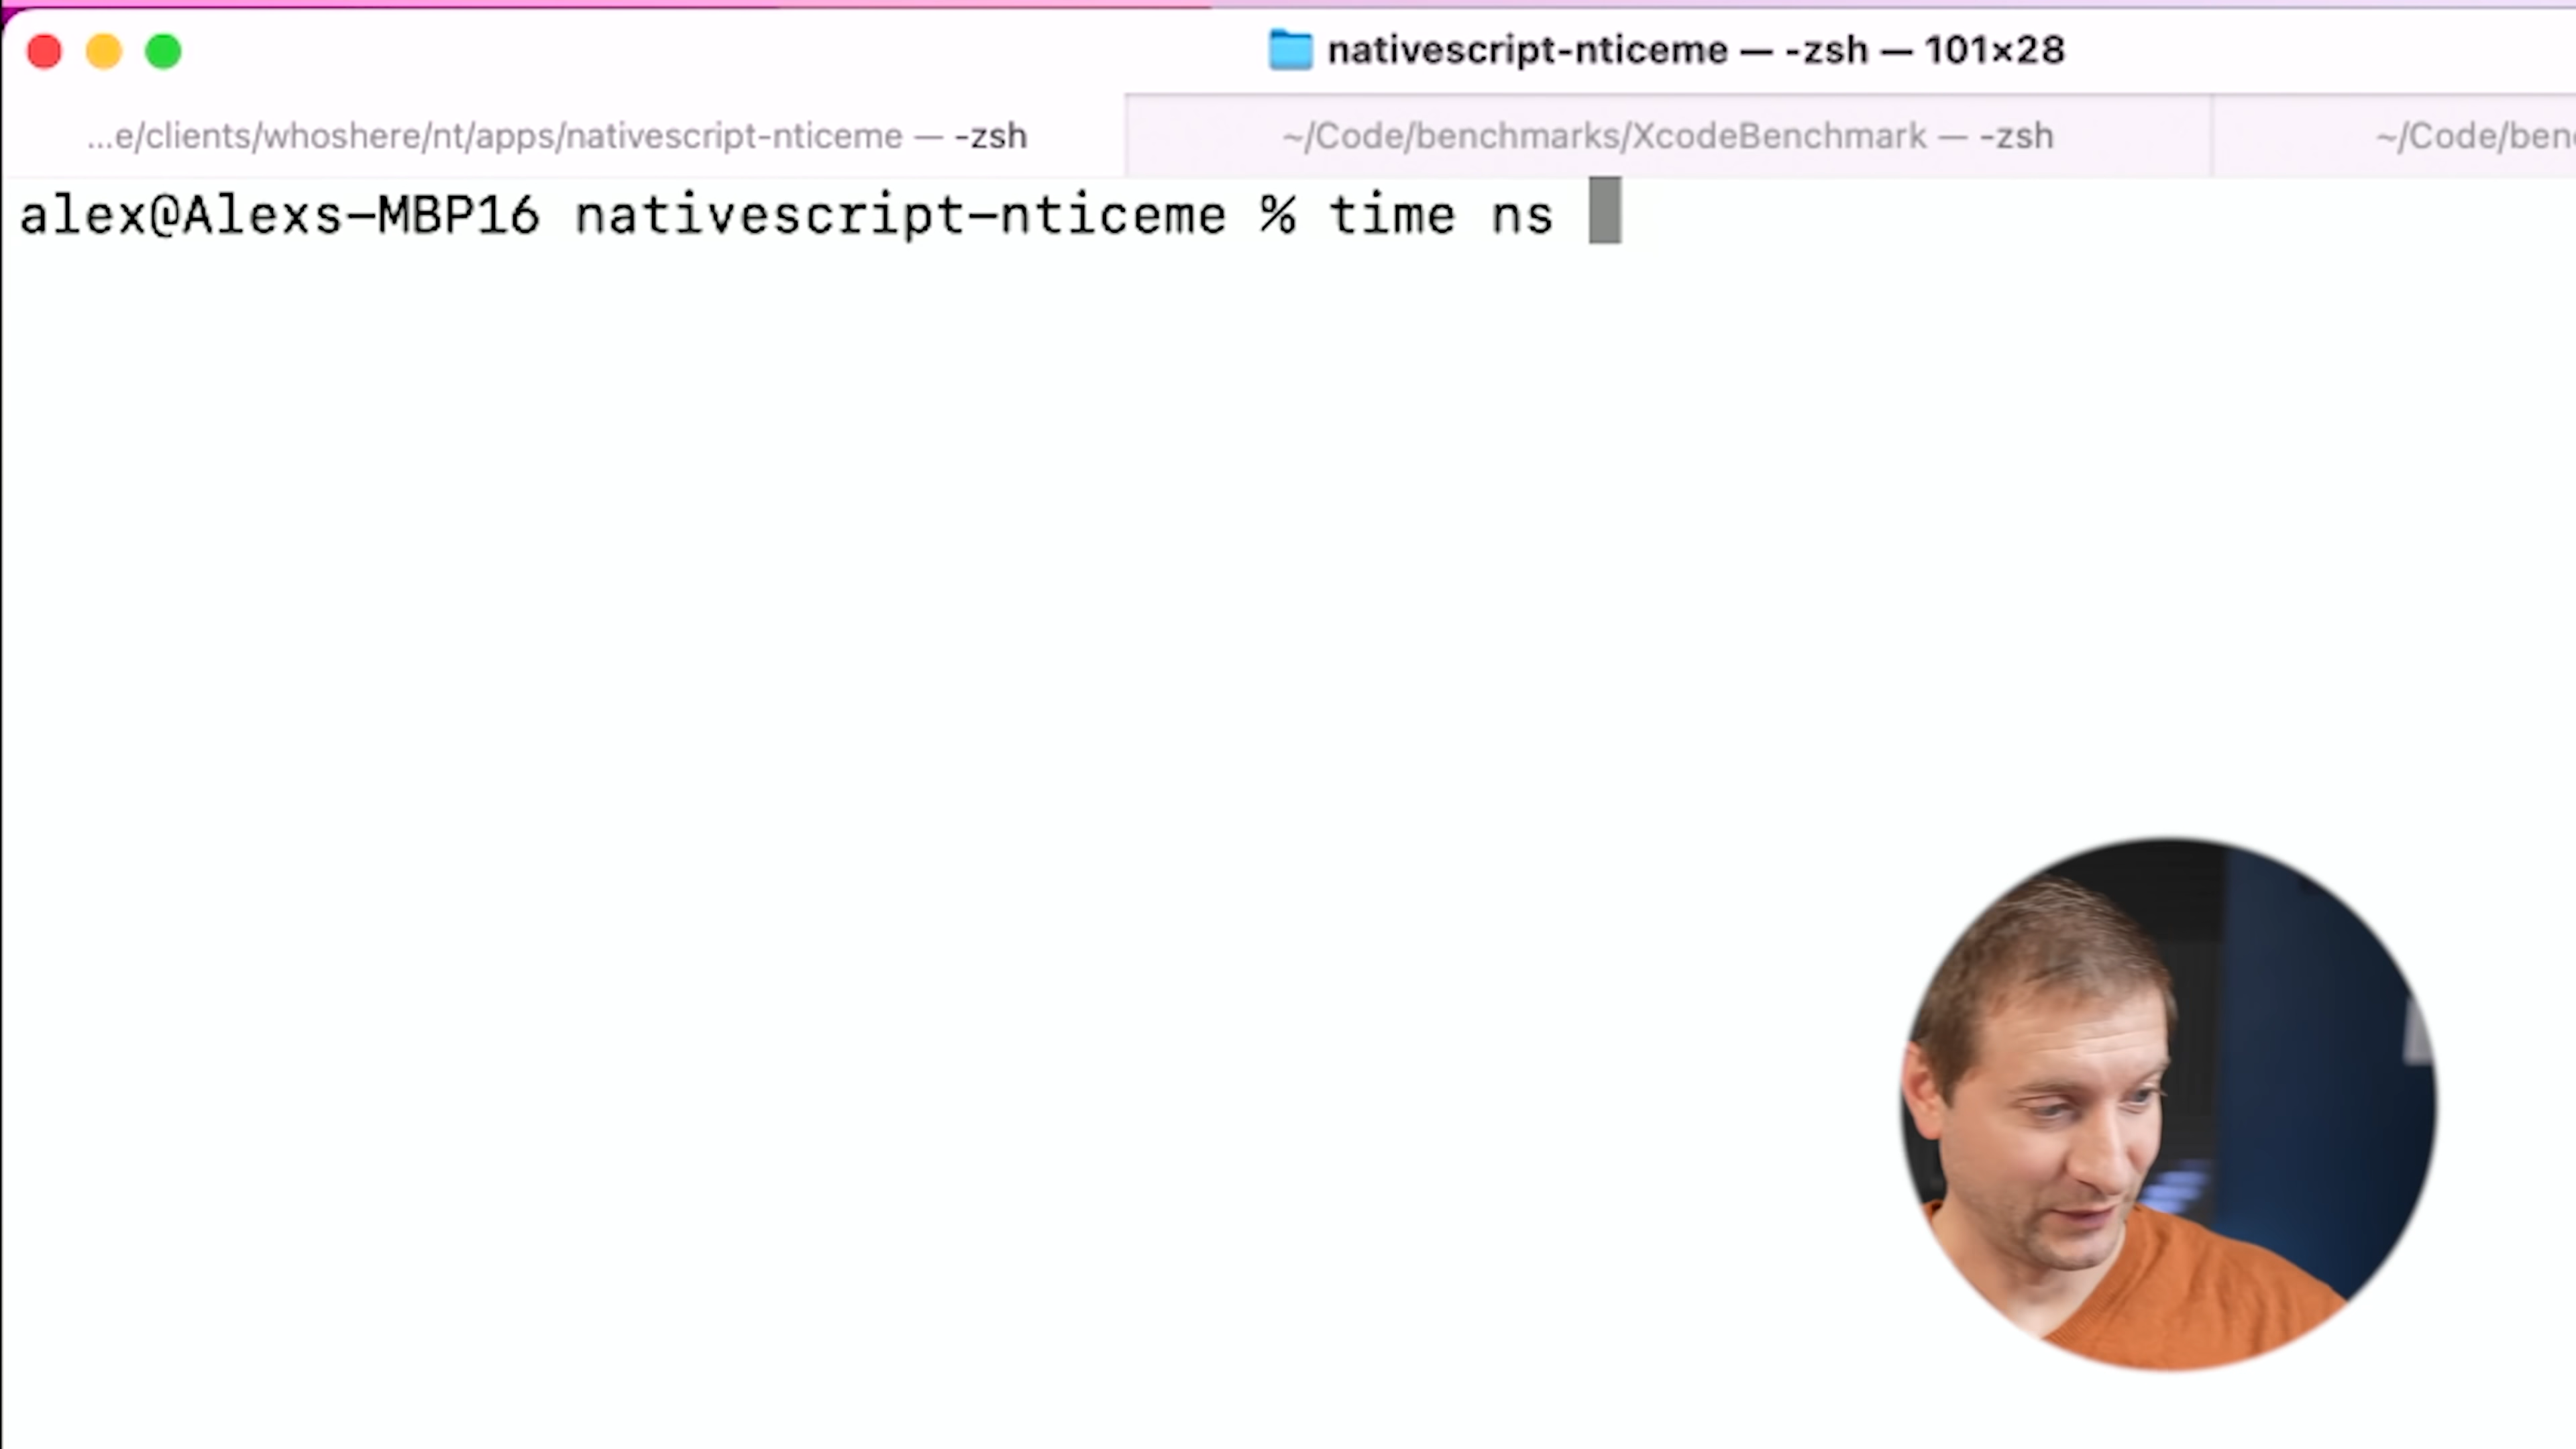 nativescript-nticeme — -zsh — 101×28
...e/clients/whoshere/nt/apps/nativescript-nticeme — -zsh
~/Code/benchmarks/XcodeBenchmark — -zsh
~/Code/ben
alex@Alexs-MBP16 nativescript-nticeme % time ns